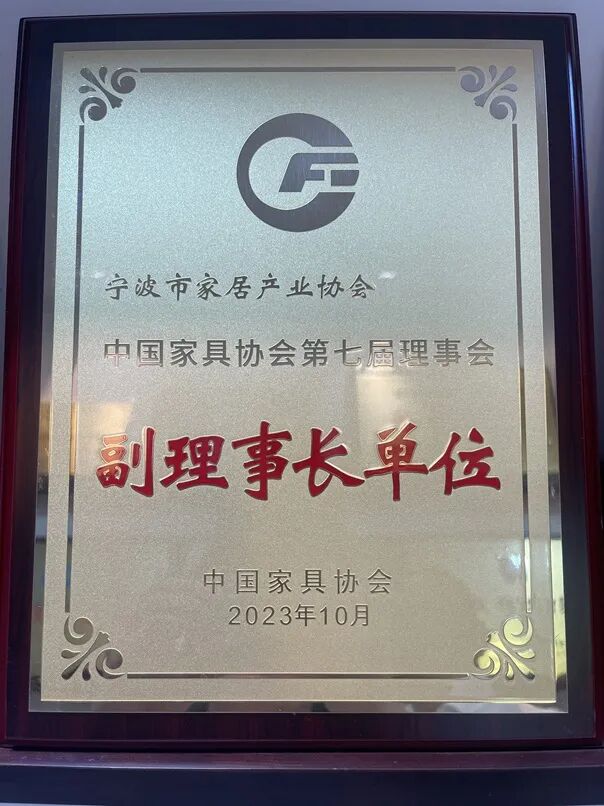 宁波市家居产业协会
中国家具协会第七届理事会
副理事长单位
中国家具协会
2023年10月